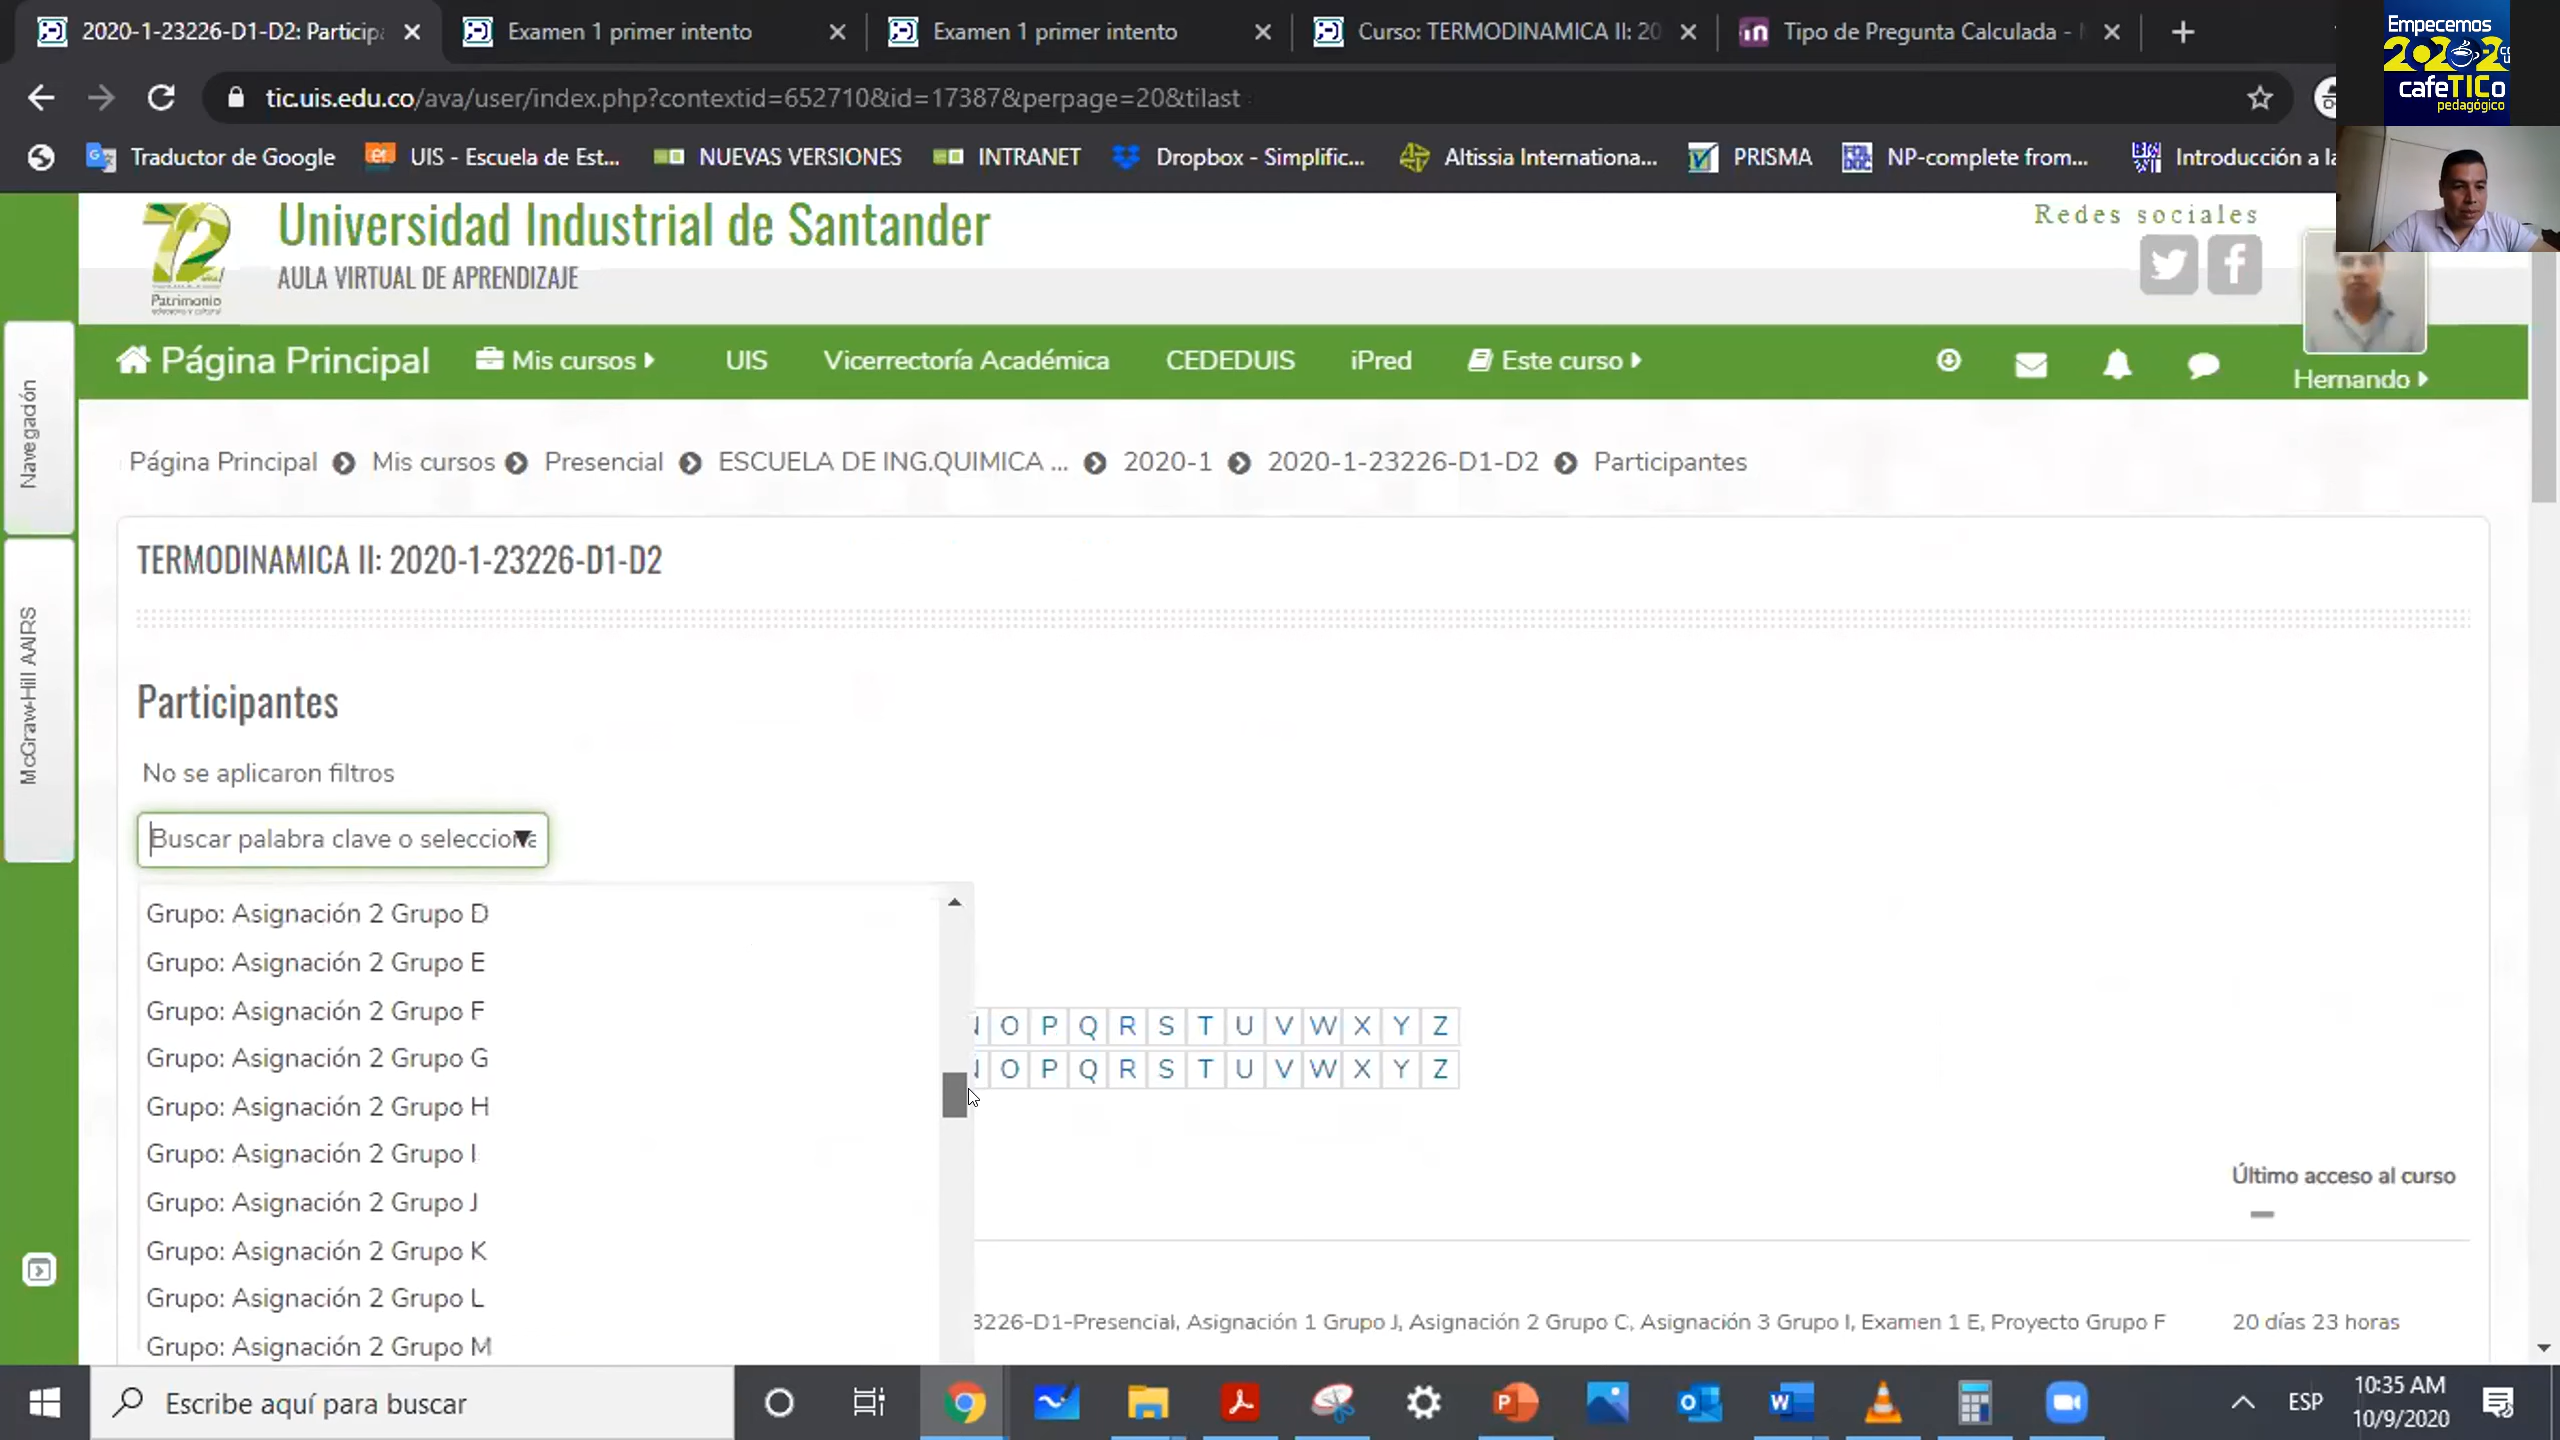 2020-1-23226-D1-D2: Particip
Examen 1 primer intento
Examen 1 primer intento
Curso: TERMODINAMICA II: 20
Tipo de Pregunta Calculada -
Empecemos
cafeTICo
pedagógico
tic.uis.edu.co/ava/user/index.php?contextid=652710&id=17387&perpage=20&tilast
Traductor de Google
UIS - Escuela de Est...
NUEVAS VERSIONES
INTRANET
Dropbox - Simplific...
Altissia Internationa...
PRISMA
NP-complete from...
Introducción a la
72
Patrimonio
Universidad Industrial de Santander
AULA VIRTUAL DE APRENDIZAJE
Redes sociales
Página Principal
Mis cursos
UIS
Vicerrectoría Académica
CEDEDUIS
iPred
Este curso
Hernando
Navegación
McGraw-Hill AAIRS
Página Principal
Mis cursos
Presencial
ESCUELA DE ING.QUIMICA ...
2020-1
2020-1-23226-D1-D2
Participantes
TERMODINAMICA II: 2020-1-23226-D1-D2
Participantes
No se aplicaron filtros
Buscar palabra clave o selecciona
Grupo: Asignación 2 Grupo D
Grupo: Asignación 2 Grupo E
Grupo: Asignación 2 Grupo F
Grupo: Asignación 2 Grupo G
Grupo: Asignación 2 Grupo H
Grupo: Asignación 2 Grupo I
Grupo: Asignación 2 Grupo J
Grupo: Asignación 2 Grupo K
Grupo: Asignación 2 Grupo L
Grupo: Asignación 2 Grupo M
O P Q R S T U V W X Y Z
O P Q R S T U V W X Y Z
Último acceso al curso
3226-D1-Presencial, Asignación 1 Grupo J, Asignación 2 Grupo C, Asignación 3 Grupo I, Examen 1 E, Proyecto Grupo F
20 días 23 horas
Escribe aquí para buscar
ESP
10:35 AM
10/9/2020